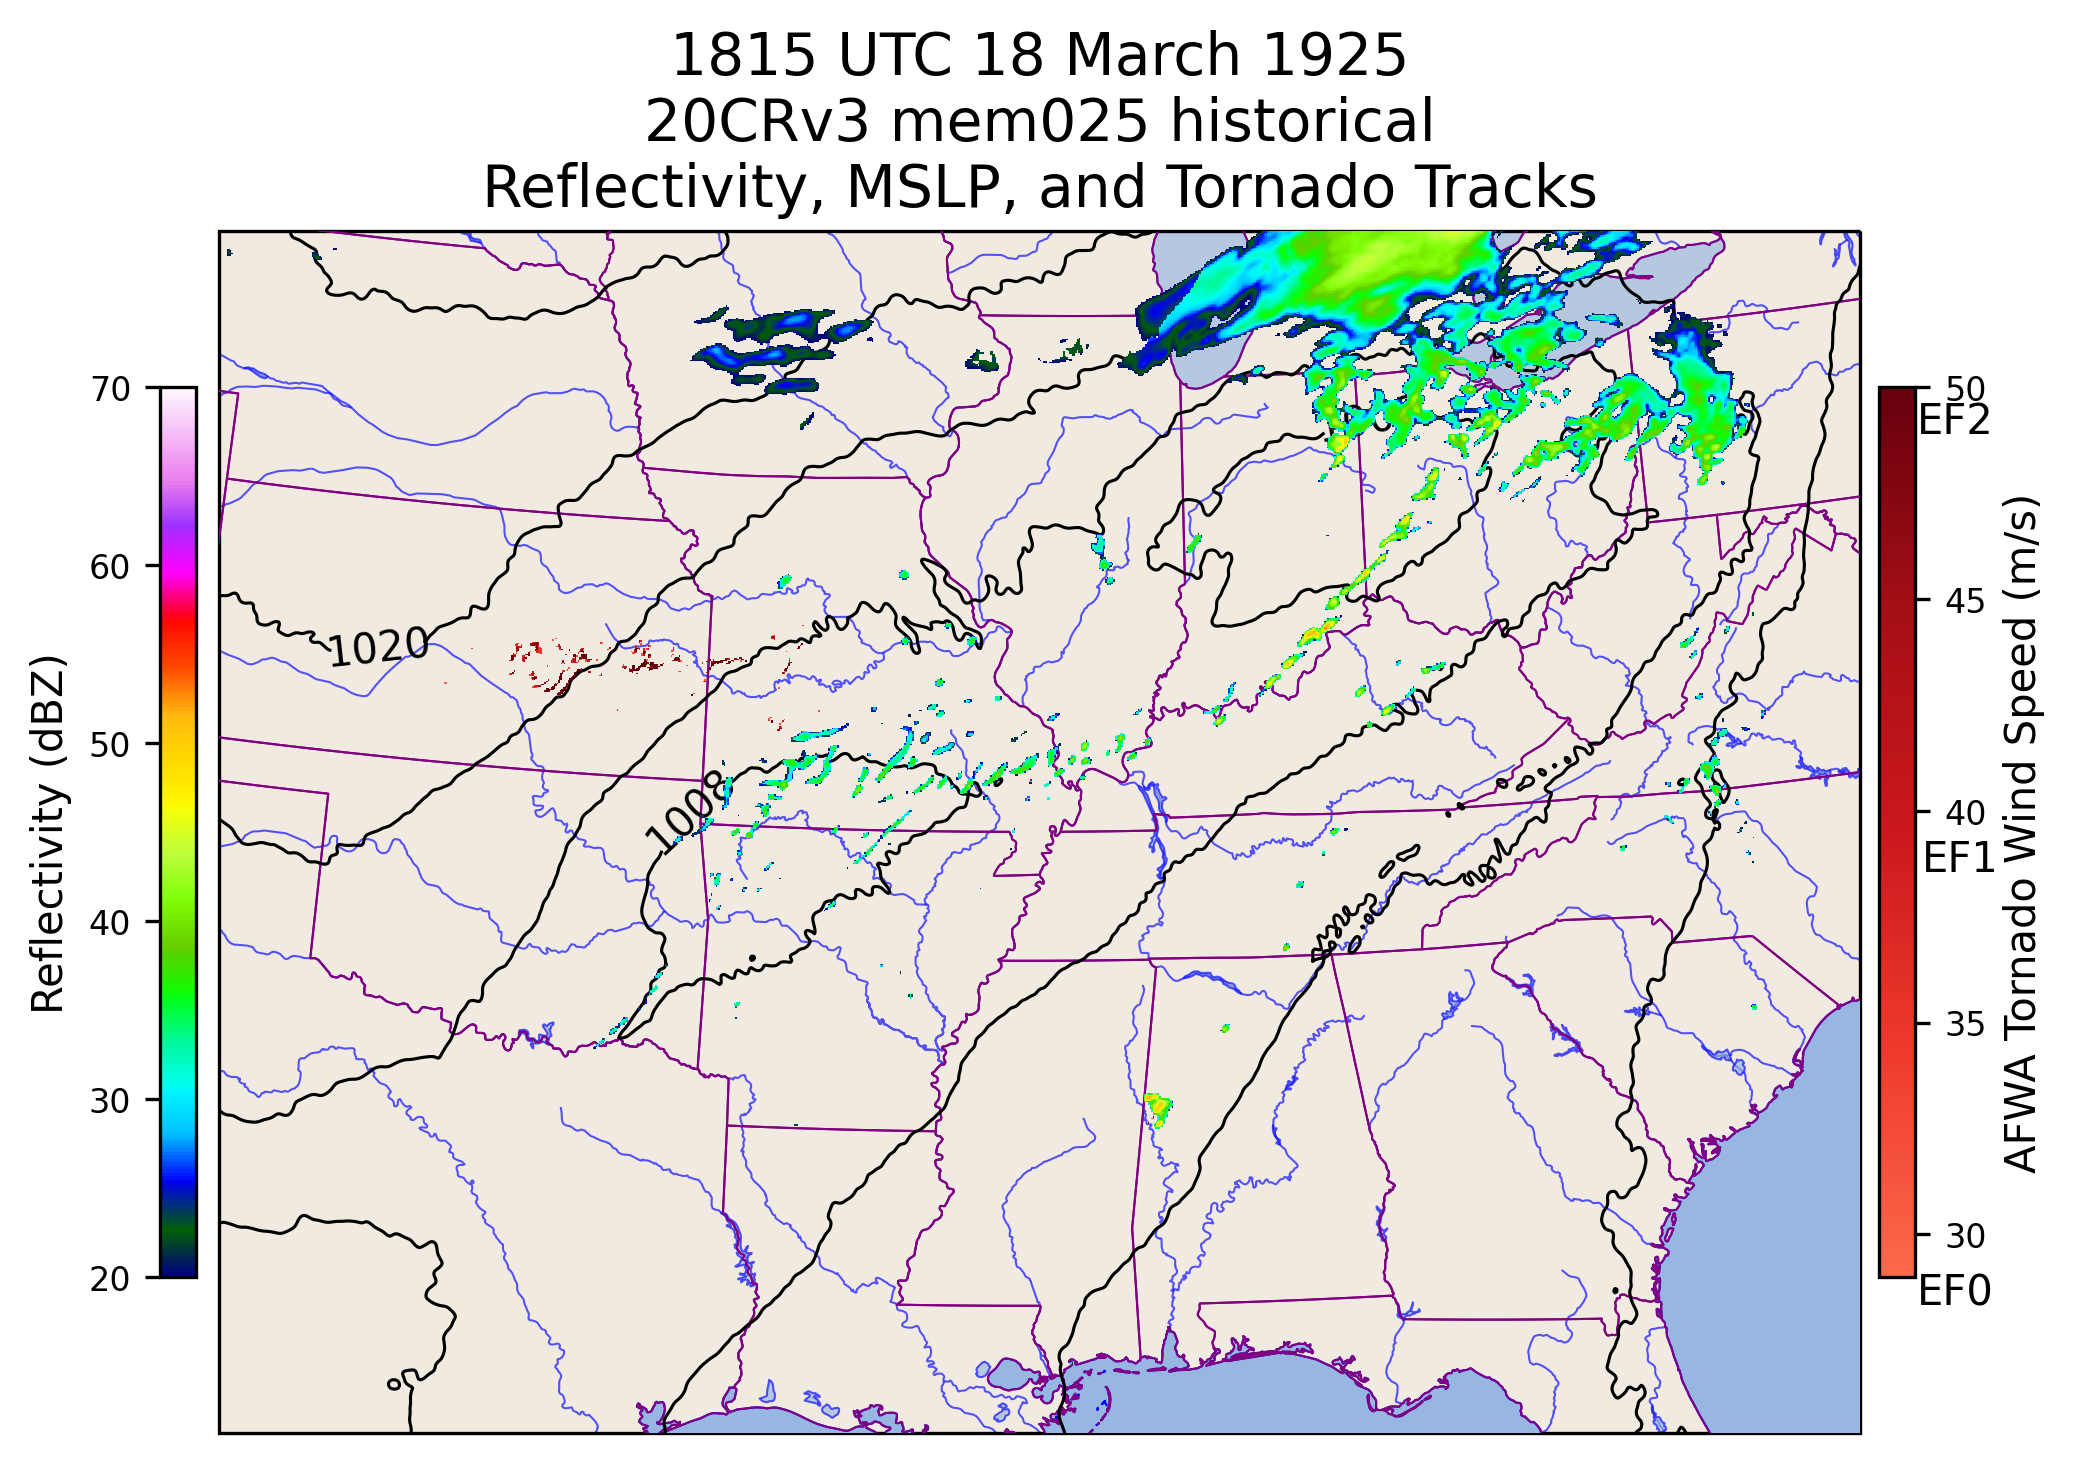 1815 UTC 18 March 1925
20CRv3 mem025 historical
Reflectivity, MSLP, and Tornado Tracks
70
60
50
40
30
20
Reflectivity (dBZ)
1020
1008
50
EF2
45
40
EF1
35
30
EF0
AFWA Tornado Wind Speed (m/s)